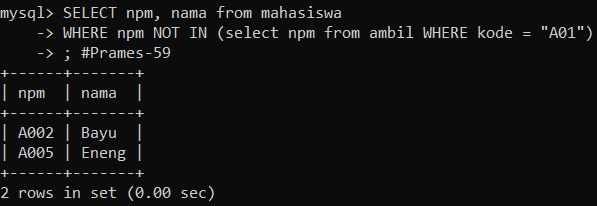 mysql> SELECT npm, nama from mahasiswa
    -> WHERE npm NOT IN (select npm from ambil WHERE kode = "A01")
    -> ; #Prames-59
+------+-------+
| npm  | nama  |
+------+-------+
| A002 | Bayu  |
| A005 | Eneng |
+------+-------+
2 rows in set (0.00 sec)